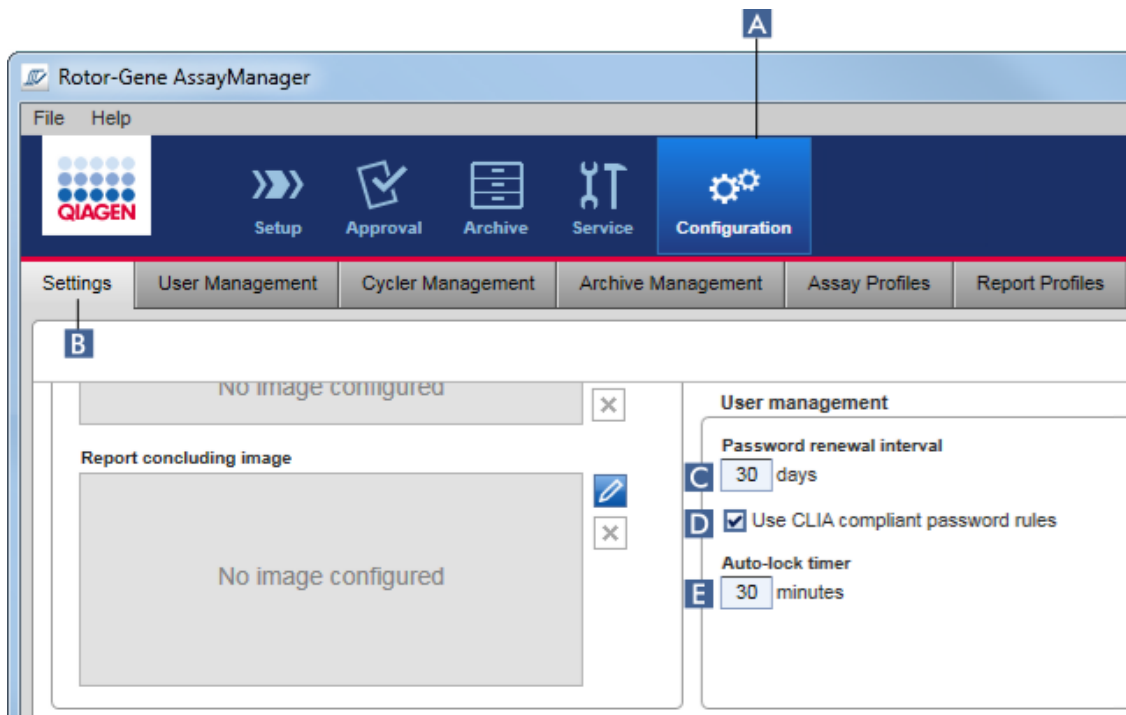 A
Rotor-Gene AssayManager
File Help
QIAGEN
Setup Approval Archive Service Configuration
Settings User Management Cycler Management Archive Management Assay Profiles Report Profiles
B
No image configured
Report concluding image
No image configured
User management
Password renewal interval
C 30 days
D Use CLIA compliant password rules
Auto-lock timer
E 30 minutes